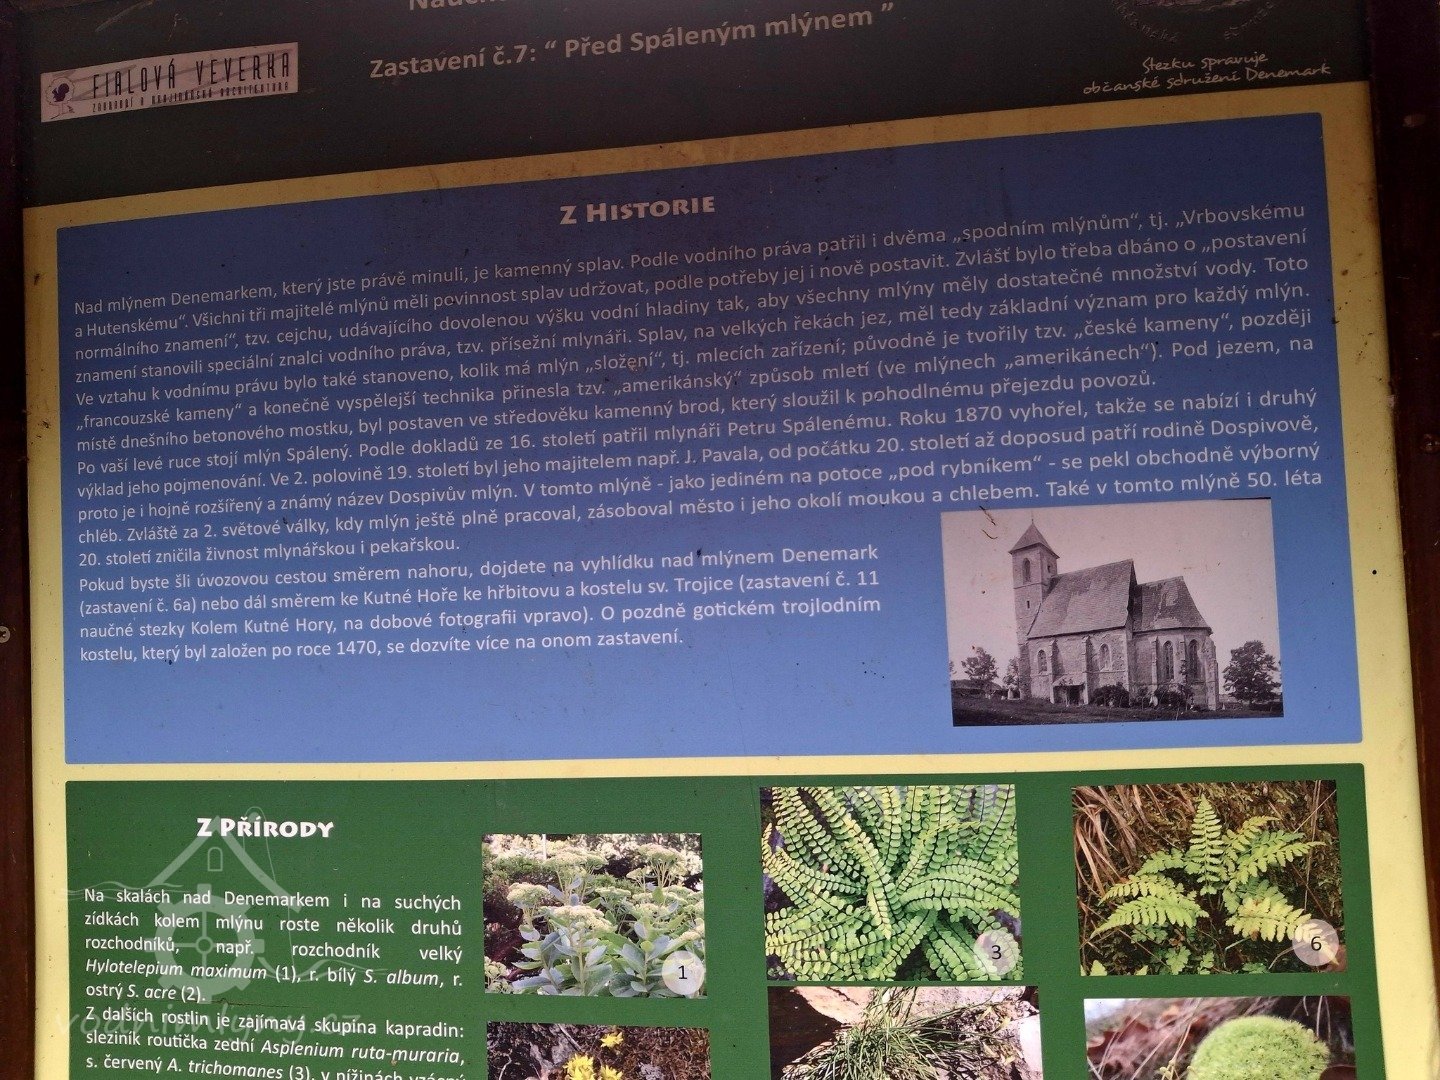 Zastavení č.7: “ Před Spáleným mlýnem ”
FIALOVÁ VEVERKA
ZAHRADNÍ A KRAJINÁŘSKÁ ARCHITEKTURA
Stezku spravuje
občanské sdružení Denemark
Z HISTORIE
Nad mlýnem Denemarkem, který jste právě minuli, je kamenný splav. Podle vodního práva patřil i dvěma „spodním mlýnům“, tj. „Vrbovskému
a Hutenskému“. Všichni tři majitelé mlýnů měli povinnost splav udržovat, podle potřeby jej i nově postavit. Zvlášť bylo třeba dbáno o „postavení
normálního znamení“, tzv. cejchu, udávajícího dovolenou výšku vodní hladiny tak, aby všechny mlýny měly dostatečné množství vody. Toto
znamení stanovili speciální znalci vodního práva, tzv. přísežní mlynáři. Splav, na velkých řekách jez, měl tedy základní význam pro každý mlýn.
Ve vztahu k vodnímu právu bylo také stanoveno, kolik má mlýn „složení“, tj. mlecích zařízení; původně je tvořily tzv. „české kameny“, později
„francouzské kameny“ a konečně vyspělejší technika přinesla tzv. „amerikánský“ způsob mletí (ve mlýnech „amerikánech“). Pod jezem, na
místě dnešního betonového mostku, byl postaven ve středověku kamenný brod, který sloužil k pohodlnému přejezdu povozů.
Po vaší levé ruce stojí mlýn Spálený. Podle dokladů ze 16. století patřil mlynáři Petru Spálenému. Roku 1870 vyhořel, takže se nabízí i druhý
výklad jeho pojmenování. Ve 2. polovině 19. století byl jeho majitelem např. J. Pavala, od počátku 20. století až doposud patří rodině Dospivově,
proto je i hojně rozšířený a známý název Dospivův mlýn. V tomto mlýně - jako jediném na potoce „pod rybníkem“ - se pekl obchodně výborný
chléb. Zvláště za 2. světové války, kdy mlýn ještě plně pracoval, zásoboval město i jeho okolí moukou a chlebem. Také v tomto mlýně 50. léta
20. století zničila živnost mlynářskou i pekařskou.
Pokud byste šli úvozovou cestou směrem nahoru, dojdete na vyhlídku nad mlýnem Denemark
(zastavení č. 6a) nebo dál směrem ke Kutné Hoře ke hřbitovu a kostelu sv. Trojice (zastavení č. 11
naučné stezky Kolem Kutné Hory, na dobové fotografii vpravo). O pozdně gotickém trojlodním
kostelu, který byl založen po roce 1470, se dozvíte více na onom zastavení.
Z PŘÍRODY
Na skalách nad Denemarkem i na suchých
zídkách kolem mlýnu roste několik druhů
rozchodníků, např. rozchodník velký
Hylotelepium maximum (1), r. bílý S. album, r.
ostrý S. acre (2).
Z dalších rostlin je zajímavá skupina kapradin:
sleziník routička zední Asplenium ruta-muraria,
s. červený A. trichomanes (3), v nížinách vzácný
1
3
6
vodnimlyny.cz